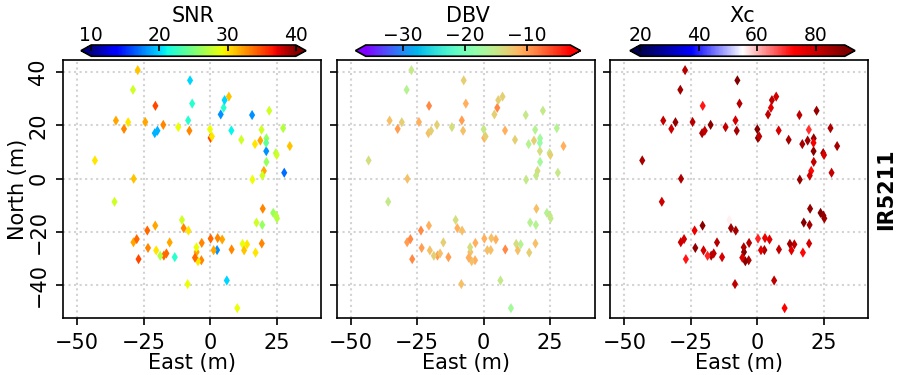 SNR DBV Xc
10 20 30 40 −30 −20 −10 20 40 60 80
40
20
0
−20
−40
North (m)
IR5211
−50 −25 0 25 −50 −25 0 25 −50 −25 0 25
East (m) East (m) East (m)